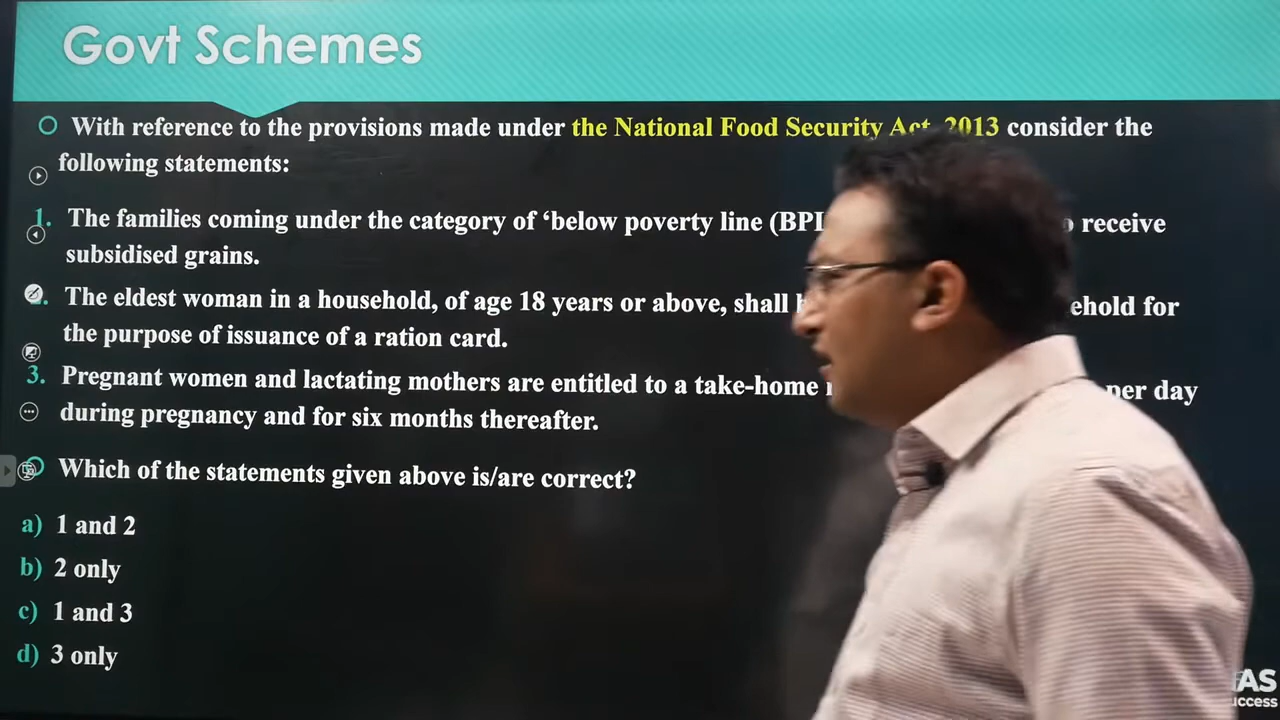 Govt Schemes
With reference to the provisions made under the National Food Security Act, 2013 consider the
following statements:
1. The families coming under the category of ‘below poverty line (BPL receive
subsidised grains.
The eldest woman in a household, of age 18 years or above, shall for
the purpose of issuance of a ration card.
3. Pregnant women and lactating mothers are entitled to a take-home per day
during pregnancy and for six months thereafter.
Which of the statements given above is/are correct?
a) 1 and 2
b) 2 only
c) 1 and 3
d) 3 only
AS
uccess